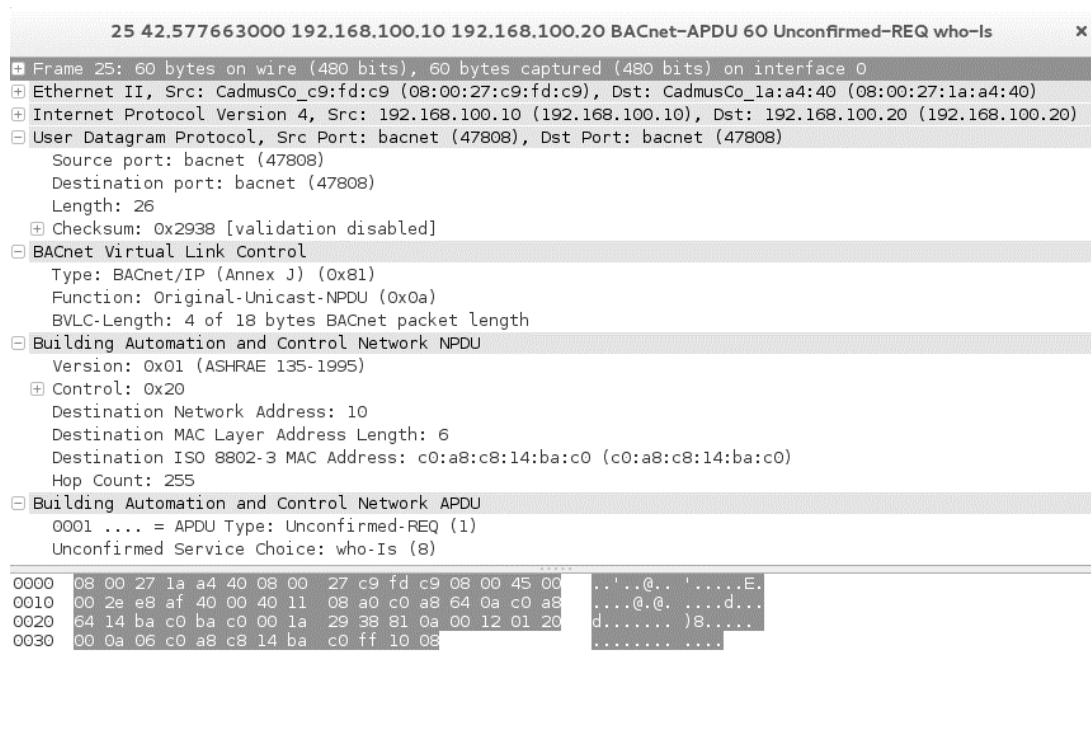 25 42.577663000 192.168.100.10 192.168.100.20 BACnet-APDU 60 Unconfirmed-REQ who-Is ×
Frame 25: 60 bytes on wire (480 bits), 60 bytes captured (480 bits) on interface 0
Ethernet II, Src: CadmusCo_c9:fd:c9 (08:00:27:c9:fd:c9), Dst: CadmusCo_1a:a4:40 (08:00:27:1a:a4:40)
Internet Protocol Version 4, Src: 192.168.100.10 (192.168.100.10), Dst: 192.168.100.20 (192.168.100.20)
User Datagram Protocol, Src Port: bacnet (47808), Dst Port: bacnet (47808)
Source port: bacnet (47808)
Destination port: bacnet (47808)
Length: 26
Checksum: 0x2938 [validation disabled]
BACnet Virtual Link Control
Type: BACnet/IP (Annex J) (0x81)
Function: Original-Unicast-NPDU (0x0a)
BVLC-Length: 4 of 18 bytes BACnet packet length
Building Automation and Control Network NPDU
Version: 0x01 (ASHRAE 135-1995)
Control: 0x20
Destination Network Address: 10
Destination MAC Layer Address Length: 6
Destination ISO 8802-3 MAC Address: c0:a8:c8:14:ba:c0 (c0:a8:c8:14:ba:c0)
Hop Count: 255
Building Automation and Control Network APDU
0001 .... = APDU Type: Unconfirmed-REQ (1)
Unconfirmed Service Choice: who-Is (8)
0000 08 00 27 1a a4 40 08 00 27 c9 fd c9 08 00 45 00 ..'..@.. '.....E.
0010 00 2e e8 af 40 00 40 11 08 a0 c0 a8 64 0a c0 a8 ....@.@. ....d...
0020 64 14 ba c0 ba c0 00 1a 29 38 81 0a 00 12 01 20 d....... )8..... 
0030 00 0a 06 c0 a8 c8 14 ba c0 ff 10 08 ........ ....